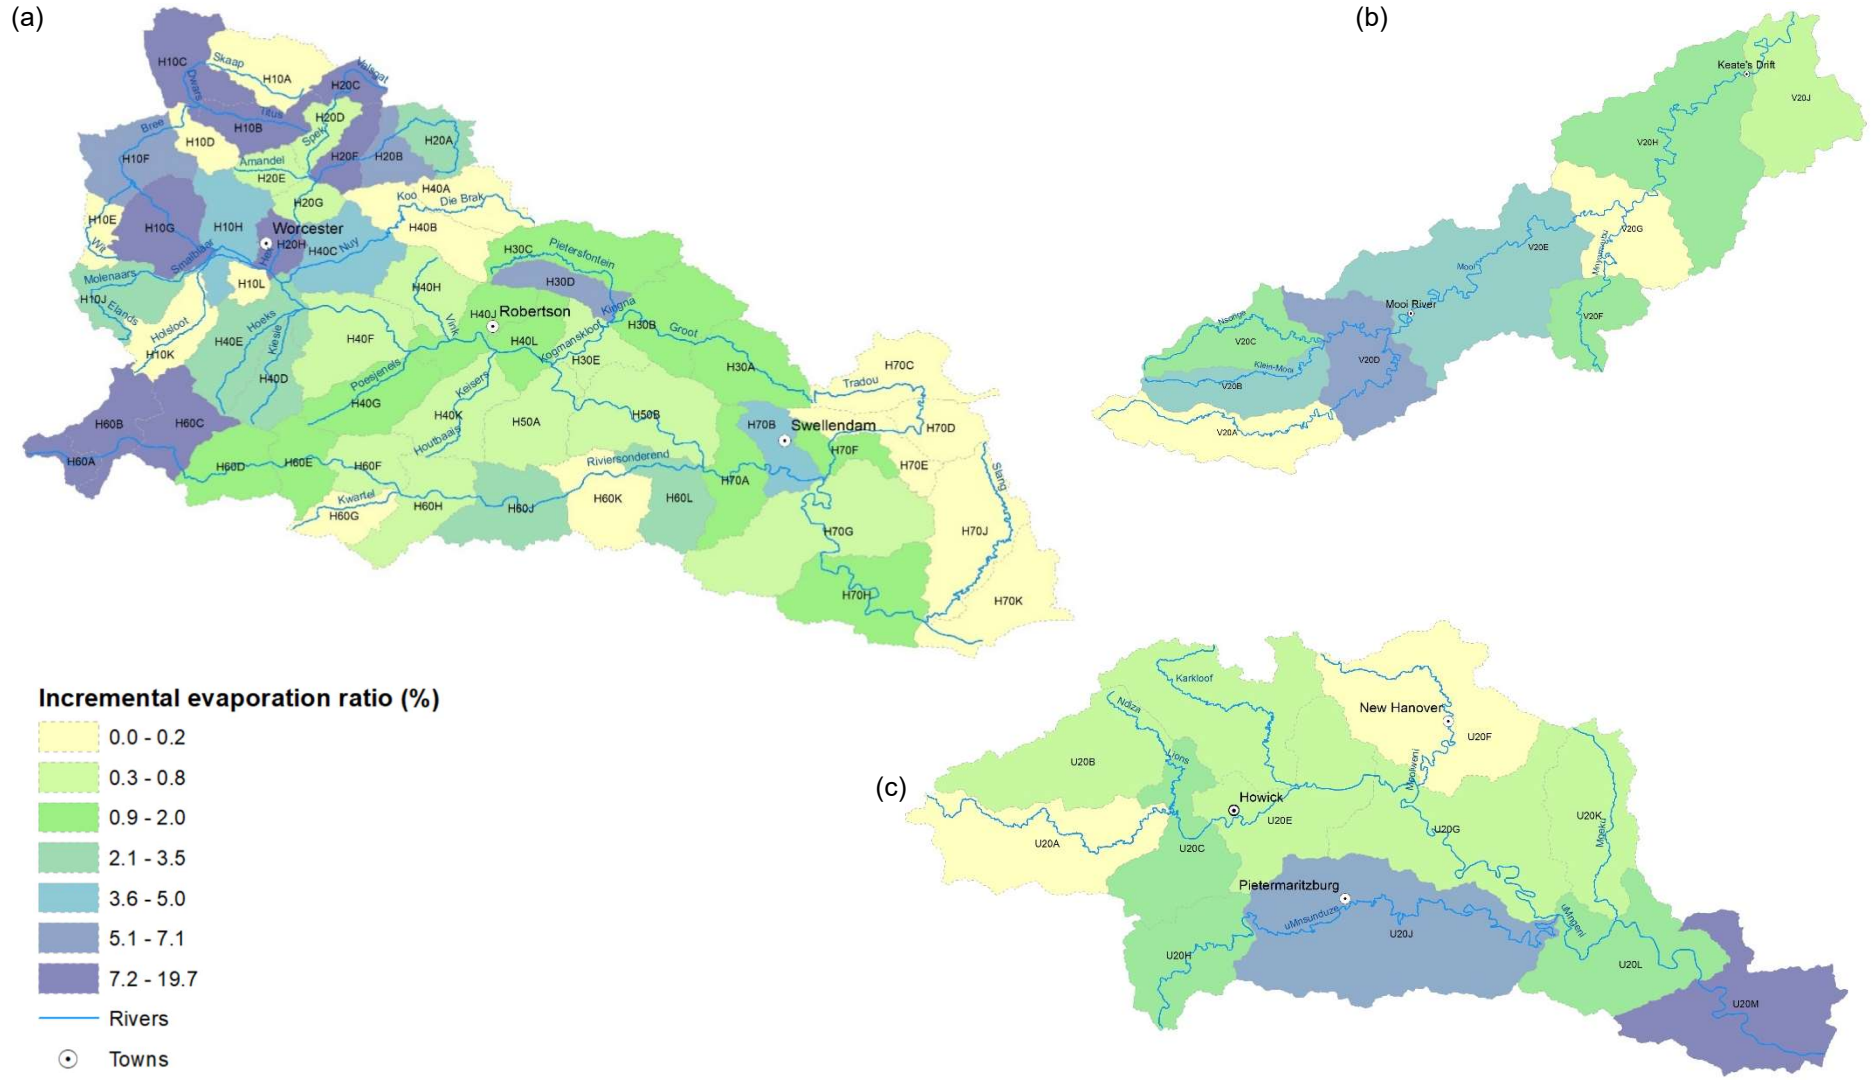 (a)
H10C
Skaap
H10A
Valsgat
H20C
Dwars
Titus
H10B
H20D
Spek
Bree
H10D
H20A
H10F
Amandel
H20F
H20B
H20E
H40A
Koo
Die Brak
H20G
H10E
H10G
H10H
Worcester
H20H
H40C
Nuy
H40B
Wit
Smalblaar
Hex
H30C
Pietersfontein
Molenaars
H10L
H30D
H10J
Elands
H40H
Kingna
Holsloot
Hoeks
H40J
Robertson
Vink
H30B
Groot
H10K
H40E
Kiesie
H40F
H40L
Kogmanskloof
H30E
H40D
Poesjenels
Keisers
H30A
H70C
Tradou
H40G
H40K
H50A
H50B
H60B
H60C
H70B
Swellendam
H70D
Houtbaais
H70F
H60A
H60D
H60E
H60F
Riviersonderend
H70E
Slang
H70A
Kwartel
H60G
H60H
H60J
H60K
H60L
H70G
H70J
H70H
H70K
(b)
Keate's Drift
V20J
V20H
V20G
Mnyamvubu
V20E
Mooi
Mooi River
V20F
Nsonge
V20C
V20D
Klein-Mooi
V20B
V20A
(c)
Karkloof
Ndiza
New Hanover
U20F
U20B
Lions
Mpolweni
Howick
U20E
U20K
Mqeku
U20A
U20C
U20G
Pietermaritzburg
uMnsunduze
uMngeni
U20J
U20H
U20L
U20M
Incremental evaporation ratio (%)
0.0 - 0.2
0.3 - 0.8
0.9 - 2.0
2.1 - 3.5
3.6 - 5.0
5.1 - 7.1
7.2 - 19.7
Rivers
Towns